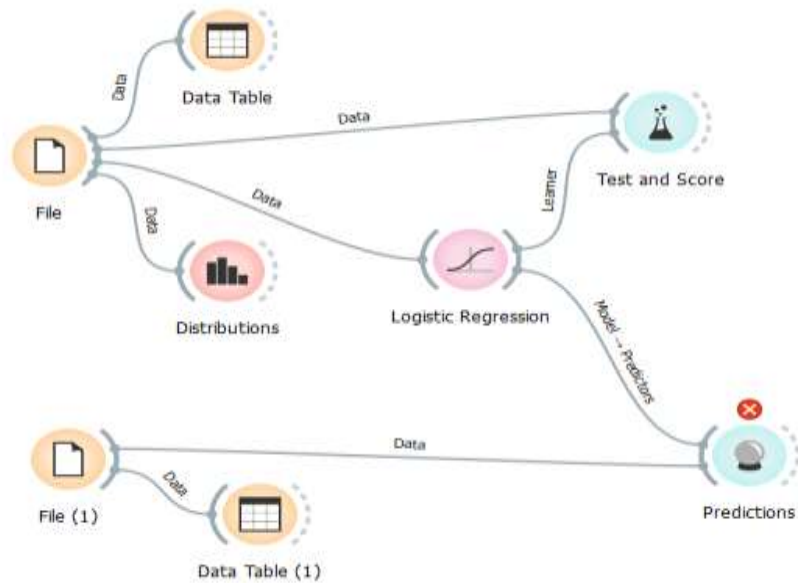 Data
Data Table
Data
Test and Score
Learner
File
Data
Data
Distributions
Logistic Regression
Model → Predictors
Data
Predictions
File (1)
Data
Data Table (1)